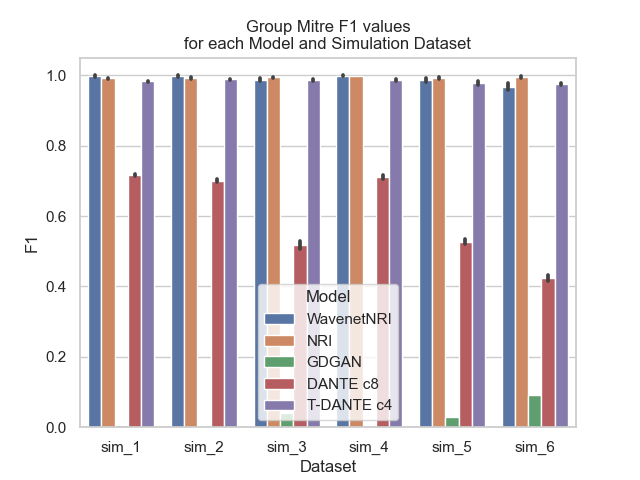 Group Mitre F1 values
for each Model and Simulation Dataset
F1
1.0
0.8
0.6
0.4
0.2
0.0
Model
WavenetNRI
NRI
GDGAN
DANTE c8
T-DANTE c4
sim_1 sim_2 sim_3 sim_4 sim_5 sim_6
Dataset